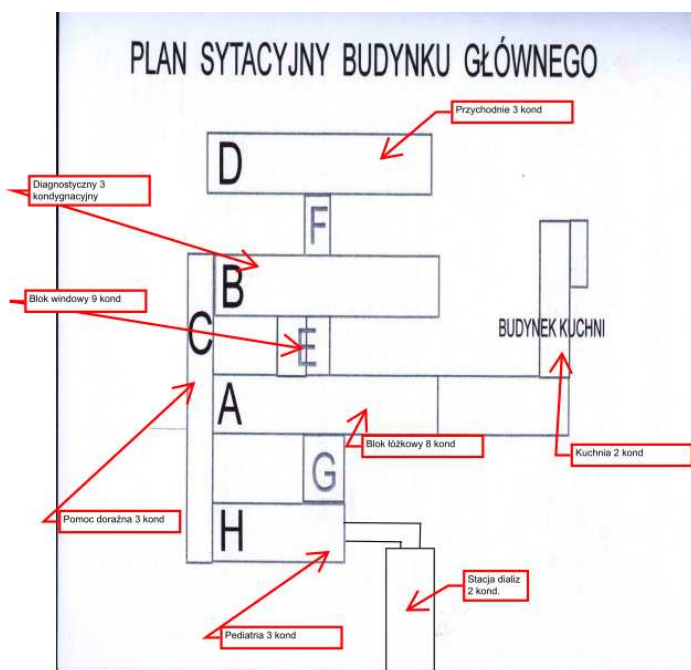 PLAN SYTACYJNY BUDYNKU GŁÓWNEGO
Przychodnie 3 kond
D
Diagnostyczny 3
kondygnacyjny
F
B
Blok windowy 9 kond
C
E
BUDYNEK KUCHNI
A
Blok łóżkowy 8 kond
Kuchnia 2 kond
G
Pomoc doraźna 3 kond
H
Stacja dializ
2 kond.
Pediatria 3 kond